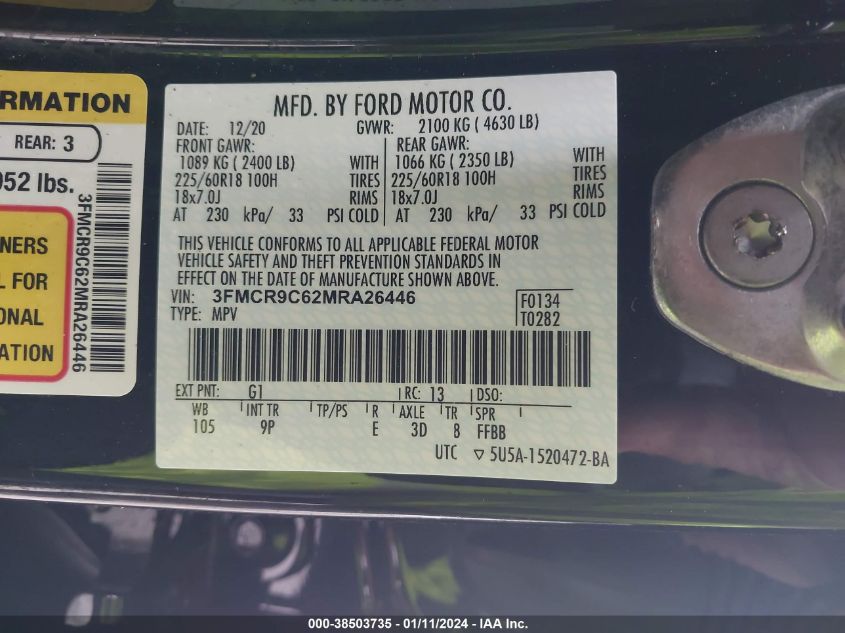 RMATION
REAR: 3
952 lbs.
3FMCR9C62MRA26446
NERS
L FOR
ONAL
ATION
MFD. BY FORD MOTOR CO.
DATE: 12/20 GVWR: 2100 KG ( 4630 LB)
FRONT GAWR: REAR GAWR:
1089 KG ( 2400 LB) WITH 1066 KG ( 2350 LB) WITH
225/60R18 100H TIRES 225/60R18 100H TIRES
18x7.0J RIMS 18x7.0J RIMS
AT 230 kPa/ 33 PSI COLD AT 230 kPa/ 33 PSI COLD
THIS VEHICLE CONFORMS TO ALL APPLICABLE FEDERAL MOTOR
VEHICLE SAFETY AND THEFT PREVENTION STANDARDS IN
EFFECT ON THE DATE OF MANUFACTURE SHOWN ABOVE.
VIN: 3FMCR9C62MRA26446 F0134
TYPE: MPV T0282
EXT PNT: G1 RC: 13 DSO:
WB INT TR TP/PS R AXLE TR SPR
105 9P E 3D 8 FFBB
UTC ▽ 5U5A-1520472-BA
000-38503735 - 01/11/2024 - IAA Inc.